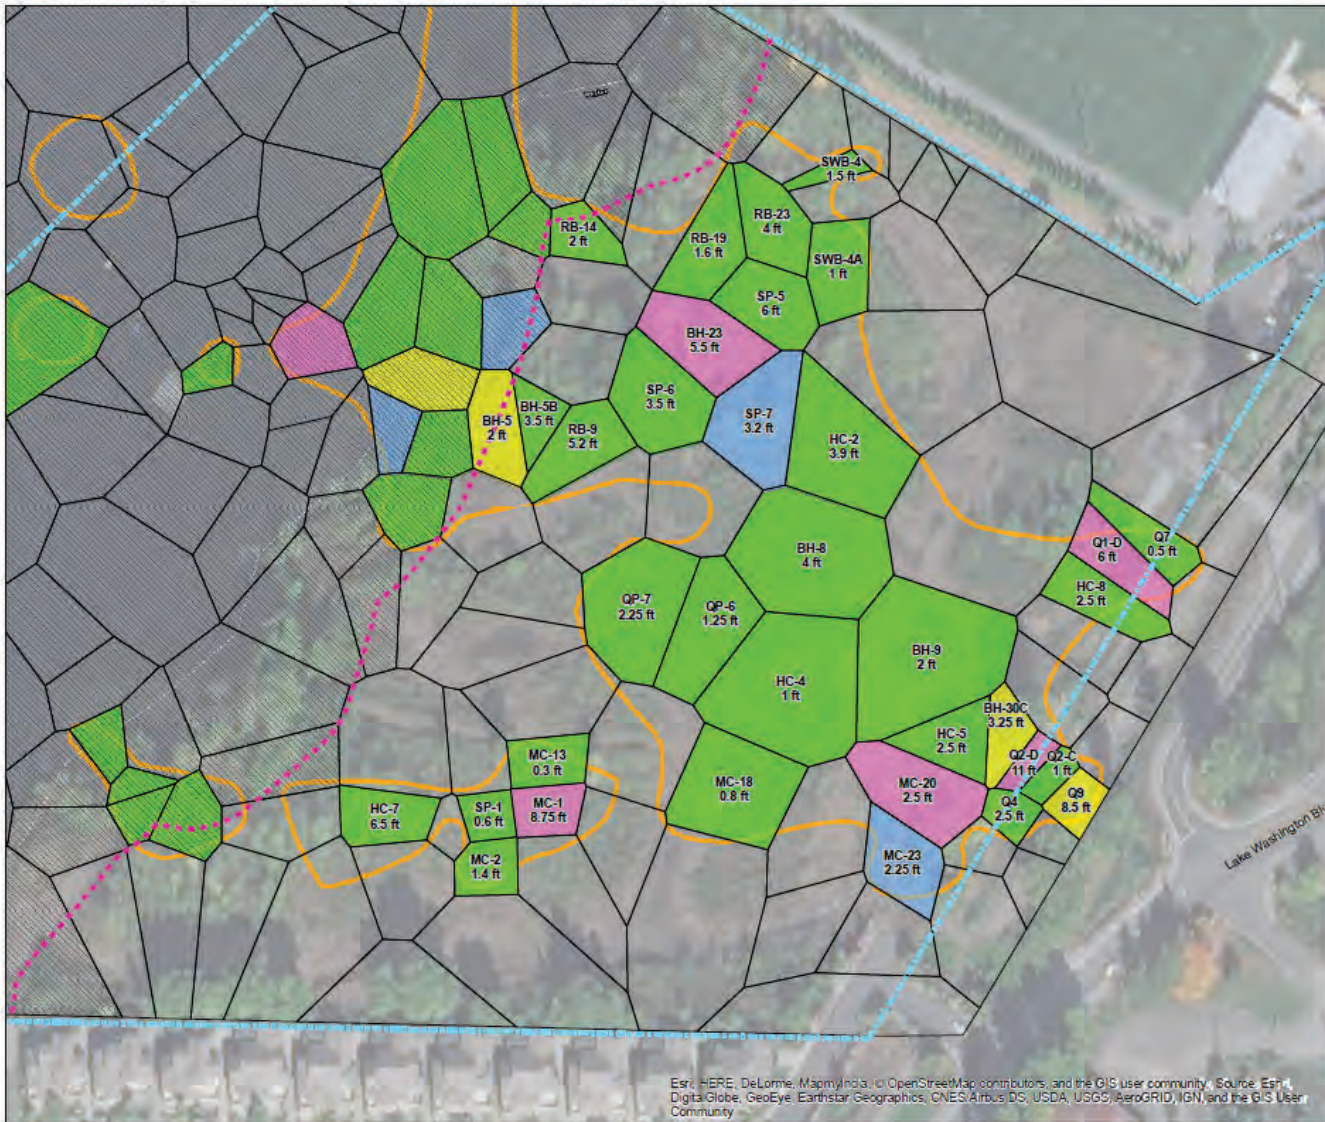 SWB-4
1.5 ft
RB-14
2 ft
RB-23
4 ft
RB-19
1.6 ft
SWB-4A
1 ft
SP-5
6 ft
BH-23
5.5 ft
SP-6
3.5 ft
SP-7
3.2 ft
BH-5B
3.5 ft
BH-5
2 ft
RB-9
5.2 ft
HC-2
3.9 ft
Q7
0.5 ft
Q1-D
6 ft
BH-8
4 ft
HC-8
2.5 ft
QP-7
2.25 ft
QP-6
1.25 ft
BH-9
2 ft
HC-4
1 ft
BH-30C
3.25 ft
HC-5
2.5 ft
MC-13
0.3 ft
Q2-D
11 ft
Q2-C
1 ft
MC-18
0.8 ft
MC-20
2.5 ft
Q9
8.5 ft
HC-7
6.5 ft
SP-1
0.6 ft
MC-1
8.75 ft
Q4
2.5 ft
MC-2
1.4 ft
MC-23
2.25 ft
Lake Washington Blv
Esri, HERE, DeLorme, MapmyIndia, © OpenStreetMap contributors, and the GIS user community, Source: Esri,
DigitalGlobe, GeoEye, Earthstar Geographics, CNES/Airbus DS, USDA, USGS, AeroGRID, IGN, and the GIS User
Community